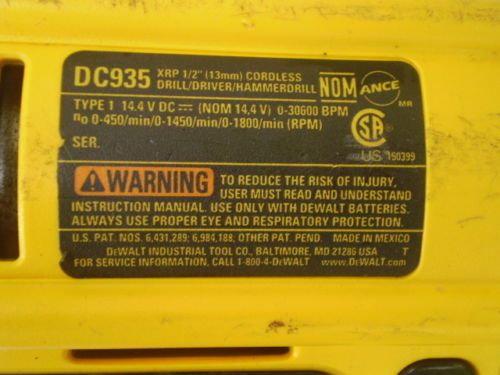 DC935 XRP 1/2" (13mm) CORDLESS
DRILL/DRIVER/HAMMERDRILL
NOM ANCE MR
TYPE 1 14.4 V DC⎓ (NOM 14,4 V) 0-30600 BPM
no 0-450/min/0-1450/min/0-1800/min (RPM)
SER.
SA
US 150399
WARNING TO REDUCE THE RISK OF INJURY,
USER MUST READ AND UNDERSTAND
INSTRUCTION MANUAL. USE ONLY WITH DEWALT BATTERIES.
ALWAYS USE PROPER EYE AND RESPIRATORY PROTECTION.
U.S. PAT. NOS. 6,431,289; 6,984,188; OTHER PAT. PEND. MADE IN MEXICO
DEWALT INDUSTRIAL TOOL CO., BALTIMORE, MD 21286 USA T
FOR SERVICE INFORMATION, CALL 1-800-4-DEWALT www.DEWALT.com